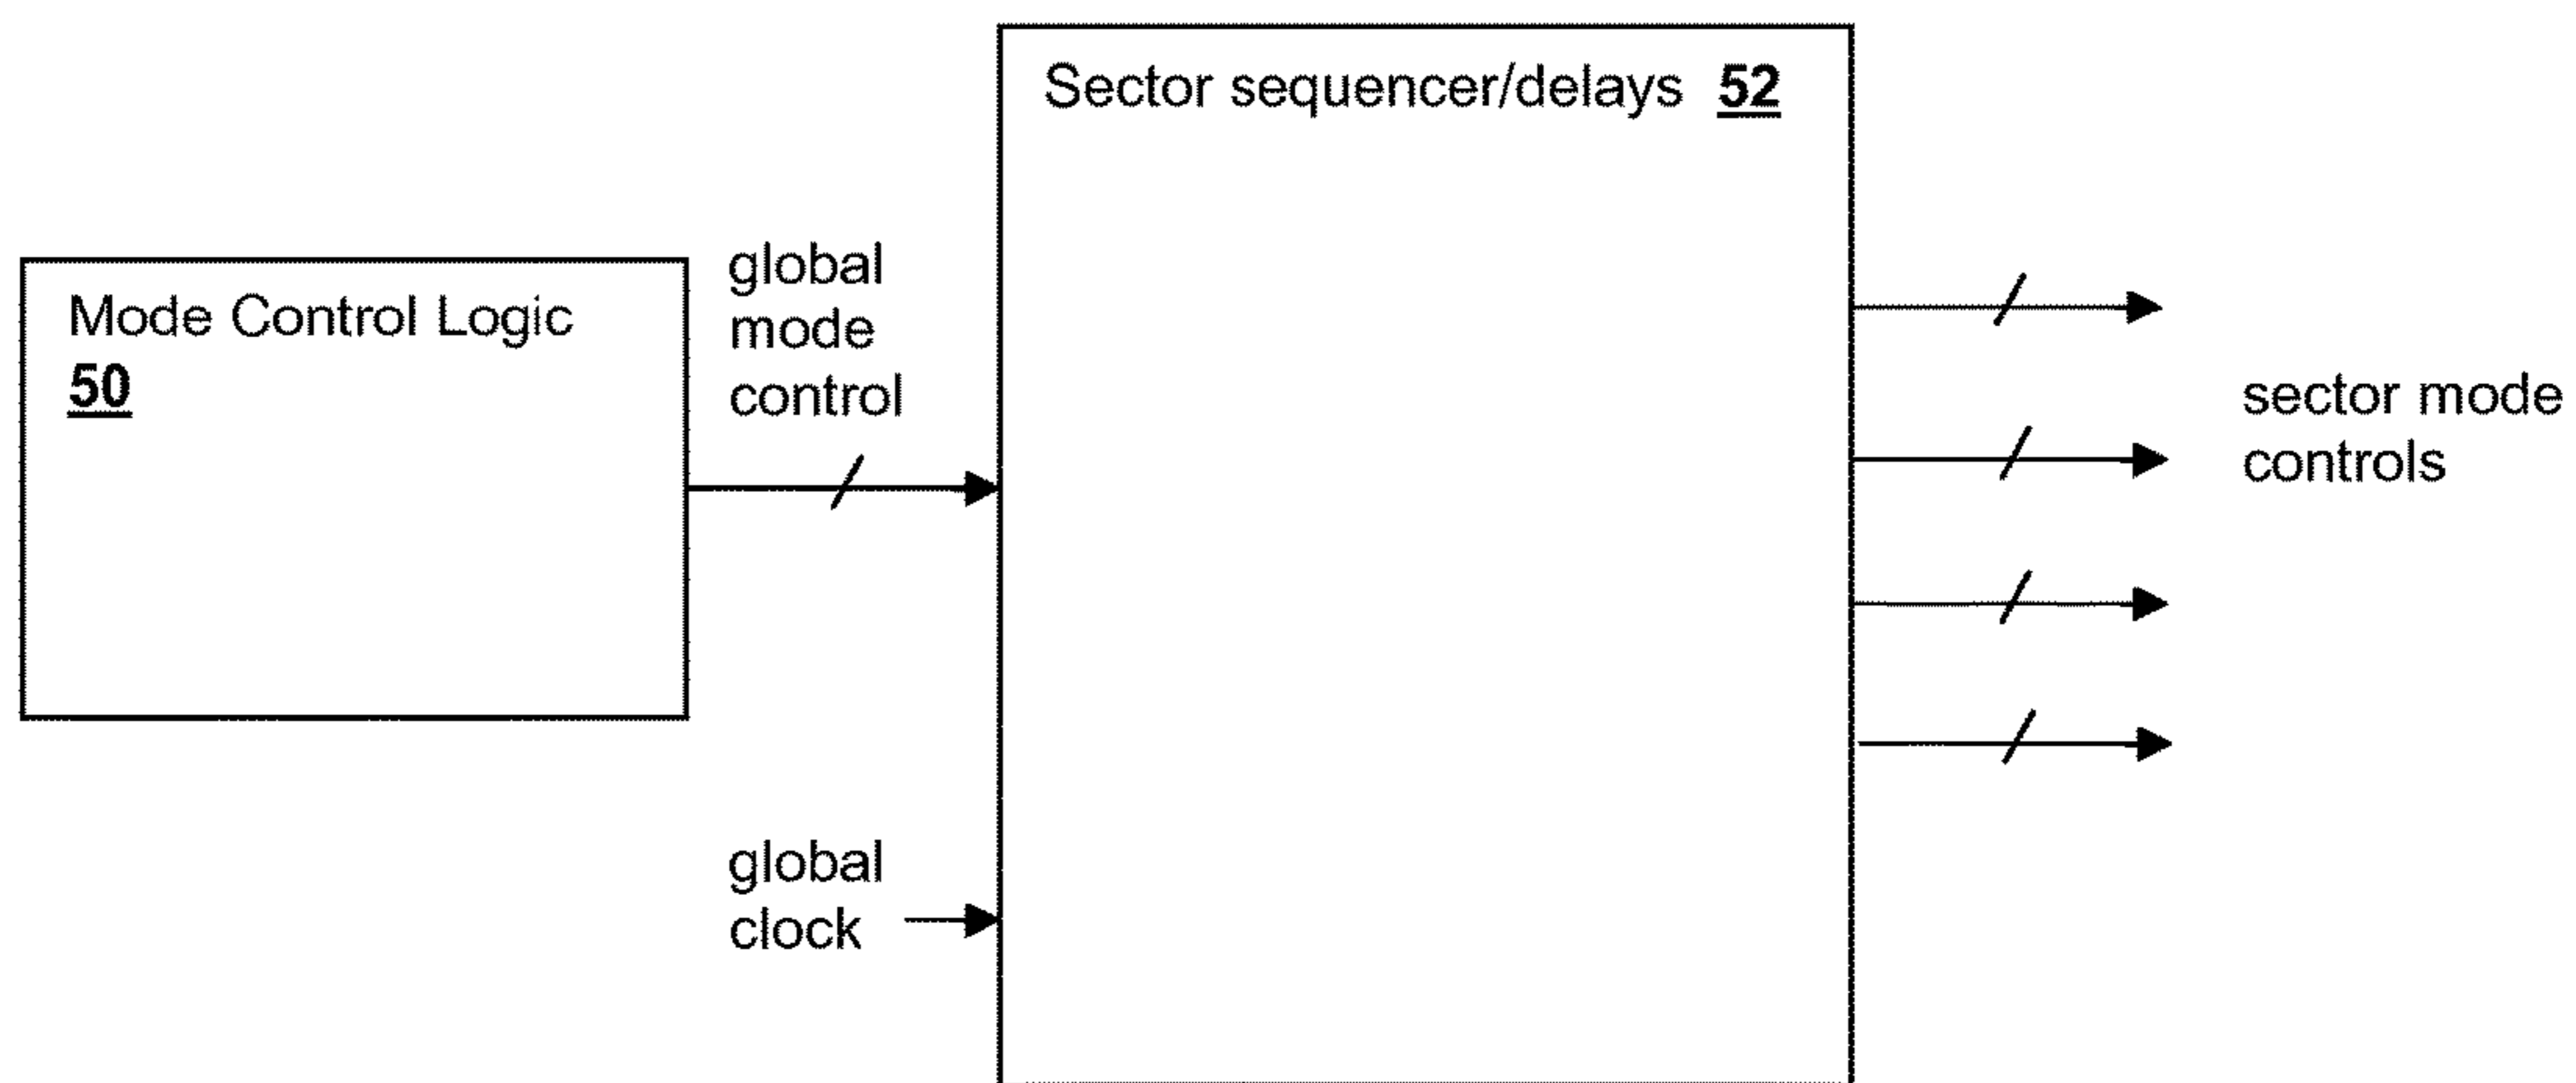 Sector sequencer/delays 52
Mode Control Logic
50
global
mode
control
sector mode
controls
global
clock